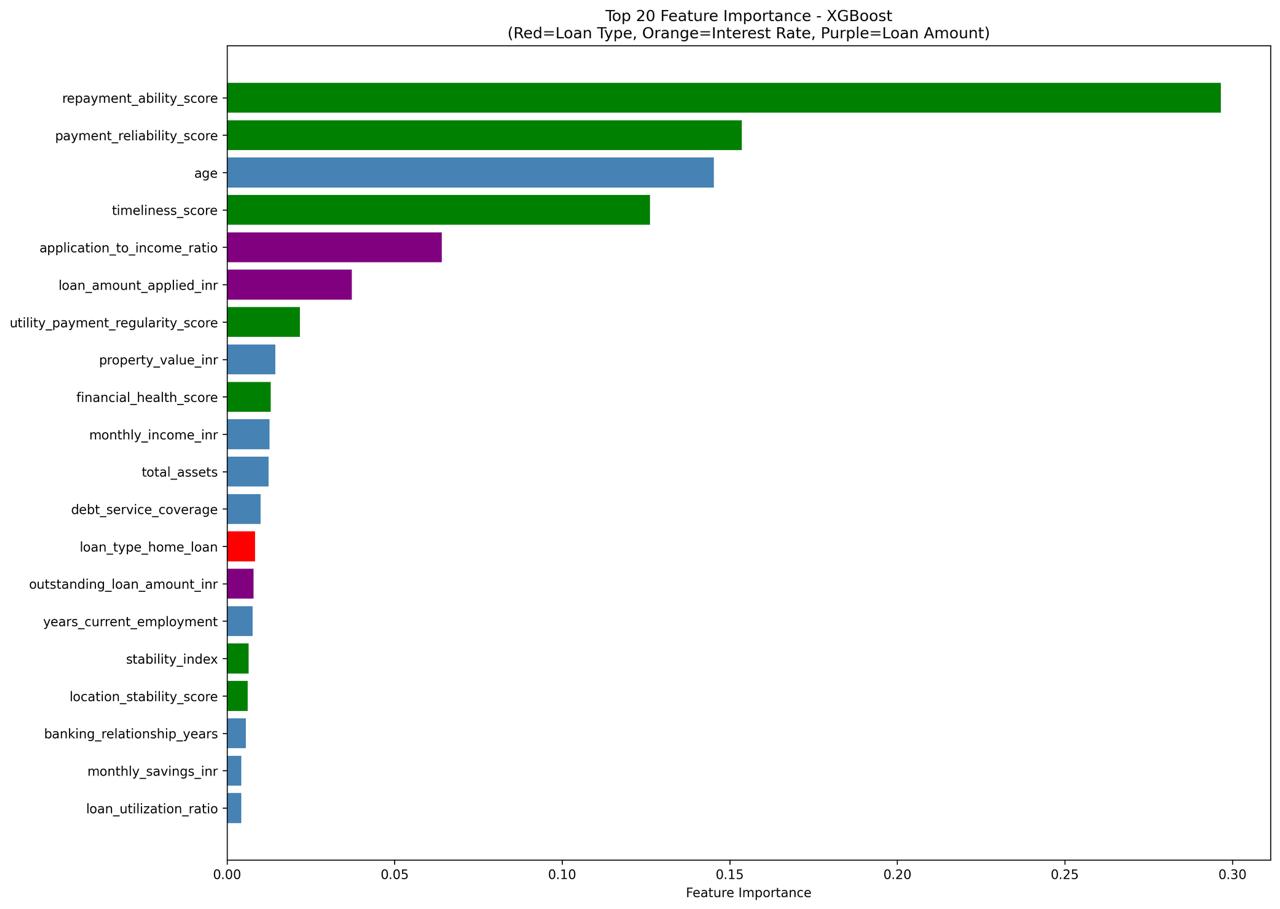 Top 20 Feature Importance - XGBoost
(Red=Loan Type, Orange=Interest Rate, Purple=Loan Amount)
repayment_ability_score
payment_reliability_score
age
timeliness_score
application_to_income_ratio
loan_amount_applied_inr
utility_payment_regularity_score
property_value_inr
financial_health_score
monthly_income_inr
total_assets
debt_service_coverage
loan_type_home_loan
outstanding_loan_amount_inr
years_current_employment
stability_index
location_stability_score
banking_relationship_years
monthly_savings_inr
loan_utilization_ratio
0.00 0.05 0.10 0.15 0.20 0.25 0.30
Feature Importance